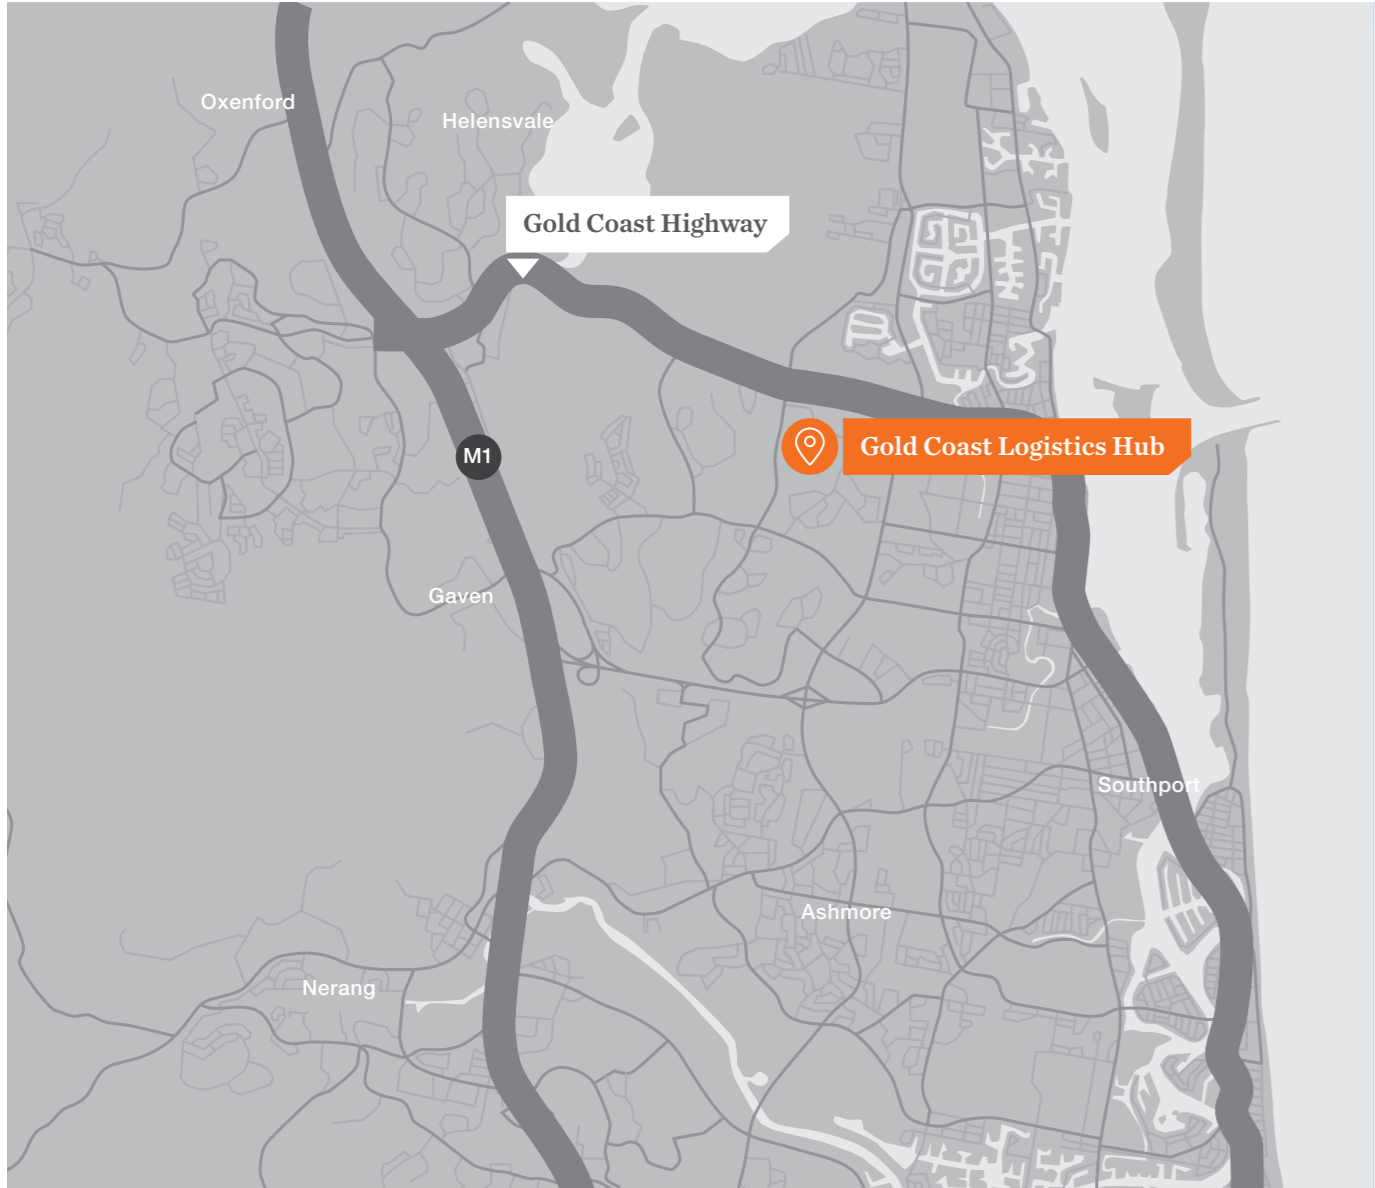 Oxenford
Helensvale
Gold Coast Highway
Gold Coast Logistics Hub
M1
Gaven
Southport
Ashmore
Nerang